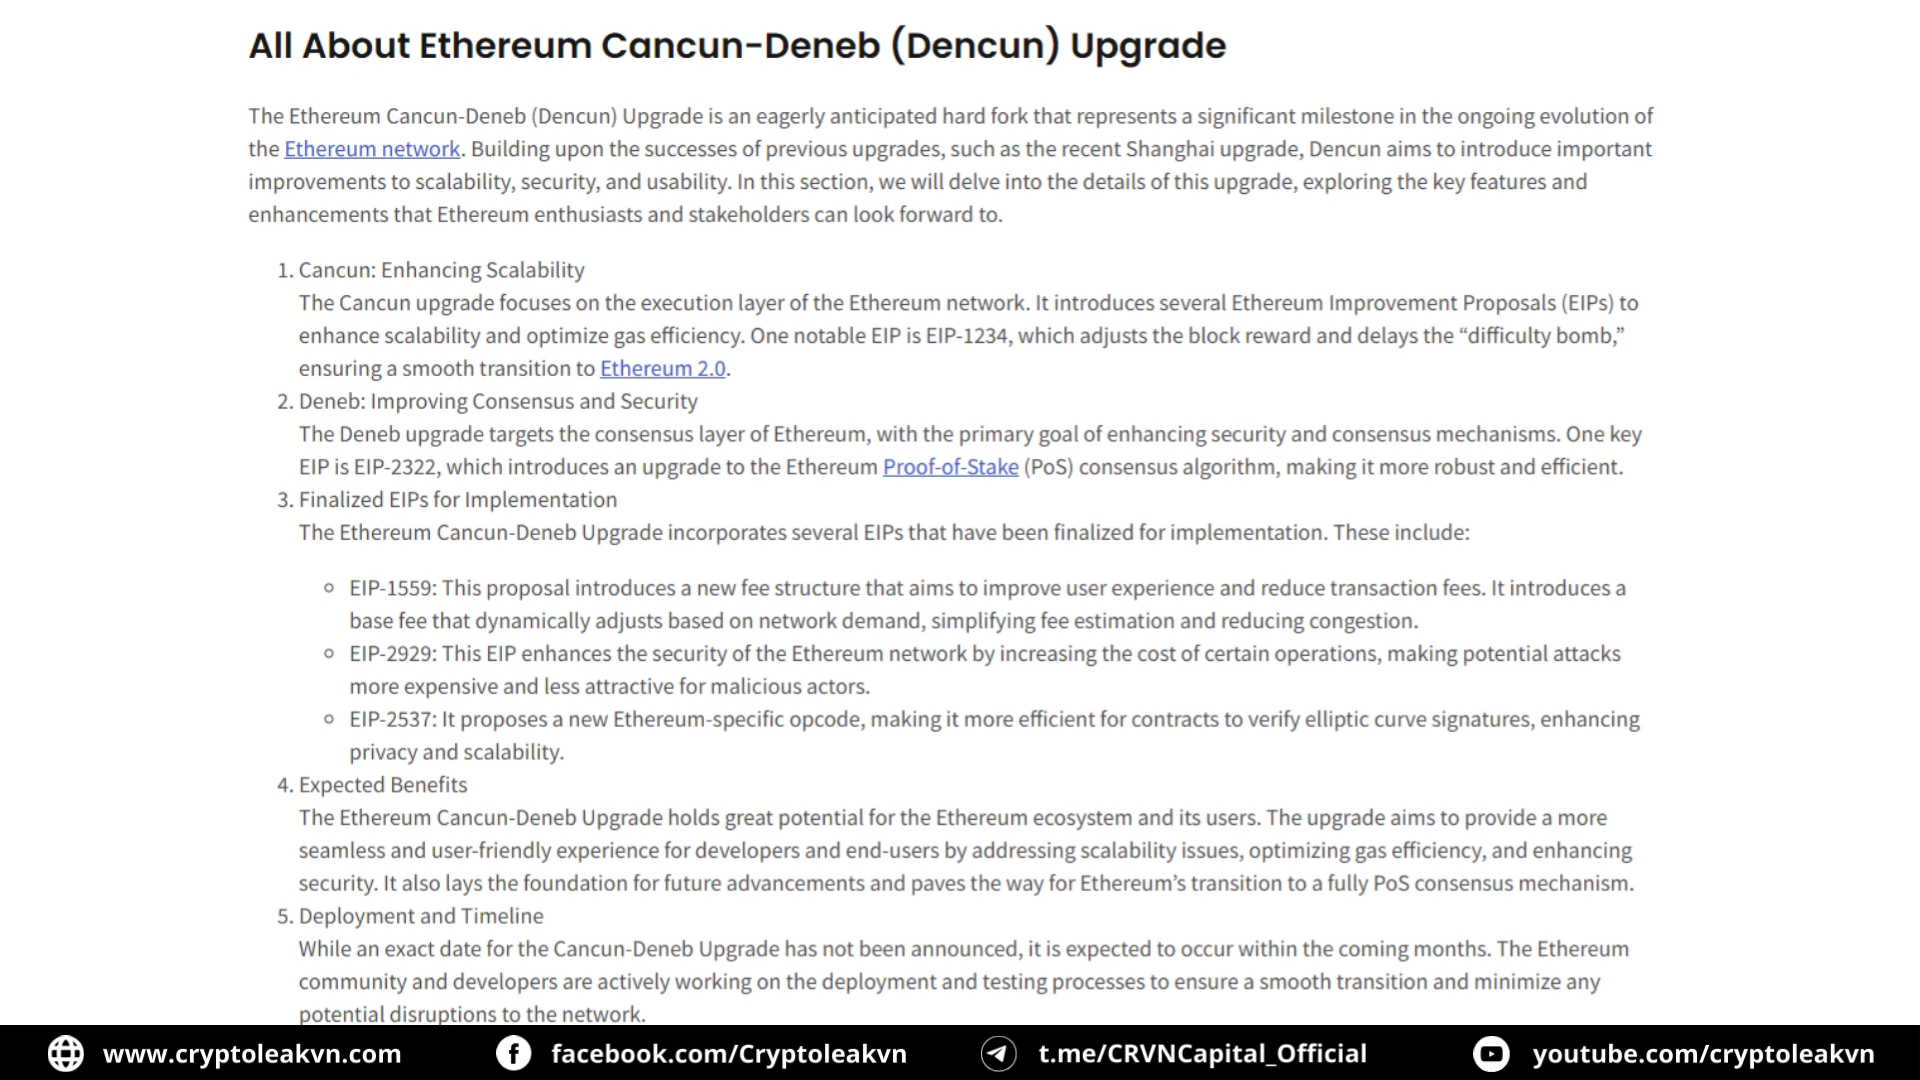 All About Ethereum Cancun-Deneb (Dencun) Upgrade
The Ethereum Cancun-Deneb (Dencun) Upgrade is an eagerly anticipated hard fork that represents a significant milestone in the ongoing evolution of
the Ethereum network. Building upon the successes of previous upgrades, such as the recent Shanghai upgrade, Dencun aims to introduce important
improvements to scalability, security, and usability. In this section, we will delve into the details of this upgrade, exploring the key features and
enhancements that Ethereum enthusiasts and stakeholders can look forward to.
1. Cancun: Enhancing Scalability
The Cancun upgrade focuses on the execution layer of the Ethereum network. It introduces several Ethereum Improvement Proposals (EIPs) to
enhance scalability and optimize gas efficiency. One notable EIP is EIP-1234, which adjusts the block reward and delays the “difficulty bomb,”
ensuring a smooth transition to Ethereum 2.0.
2. Deneb: Improving Consensus and Security
The Deneb upgrade targets the consensus layer of Ethereum, with the primary goal of enhancing security and consensus mechanisms. One key
EIP is EIP-2322, which introduces an upgrade to the Ethereum Proof-of-Stake (PoS) consensus algorithm, making it more robust and efficient.
3. Finalized EIPs for Implementation
The Ethereum Cancun-Deneb Upgrade incorporates several EIPs that have been finalized for implementation. These include:
◦ EIP-1559: This proposal introduces a new fee structure that aims to improve user experience and reduce transaction fees. It introduces a
base fee that dynamically adjusts based on network demand, simplifying fee estimation and reducing congestion.
◦ EIP-2929: This EIP enhances the security of the Ethereum network by increasing the cost of certain operations, making potential attacks
more expensive and less attractive for malicious actors.
◦ EIP-2537: It proposes a new Ethereum-specific opcode, making it more efficient for contracts to verify elliptic curve signatures, enhancing
privacy and scalability.
4. Expected Benefits
The Ethereum Cancun-Deneb Upgrade holds great potential for the Ethereum ecosystem and its users. The upgrade aims to provide a more
seamless and user-friendly experience for developers and end-users by addressing scalability issues, optimizing gas efficiency, and enhancing
security. It also lays the foundation for future advancements and paves the way for Ethereum’s transition to a fully PoS consensus mechanism.
5. Deployment and Timeline
While an exact date for the Cancun-Deneb Upgrade has not been announced, it is expected to occur within the coming months. The Ethereum
community and developers are actively working on the deployment and testing processes to ensure a smooth transition and minimize any
potential disruptions to the network.
www.cryptoleakvn.com facebook.com/Cryptoleakvn t.me/CRVNCapital_Official youtube.com/cryptoleakvn